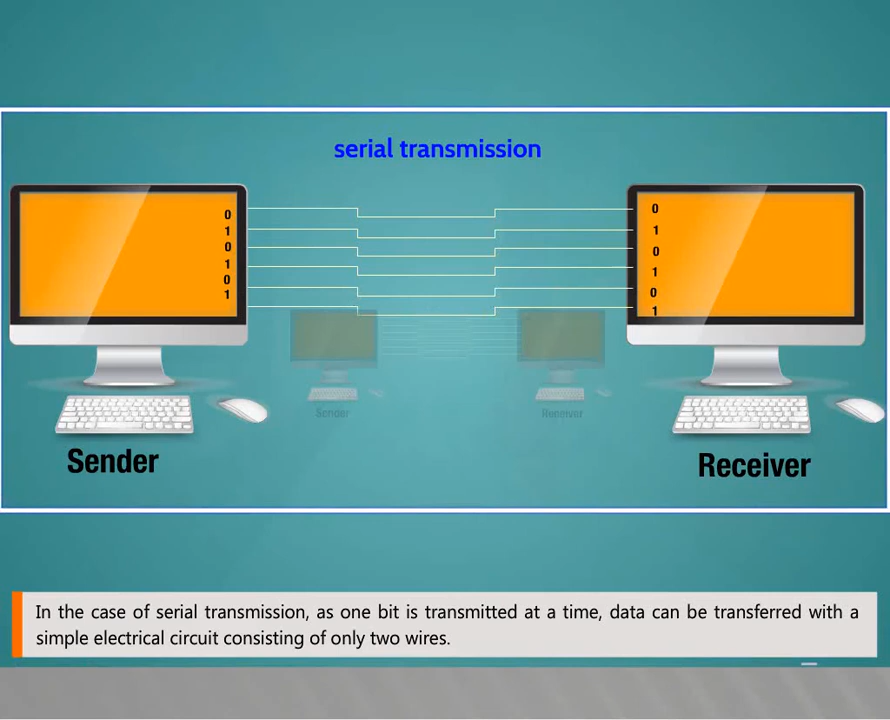 serial transmission
0 0
1 1
0 0
1 1
0 0
1 1
Sender Receiver
Sender Receiver
In the case of serial transmission, as one bit is transmitted at a time, data can be transferred with a
simple electrical circuit consisting of only two wires.